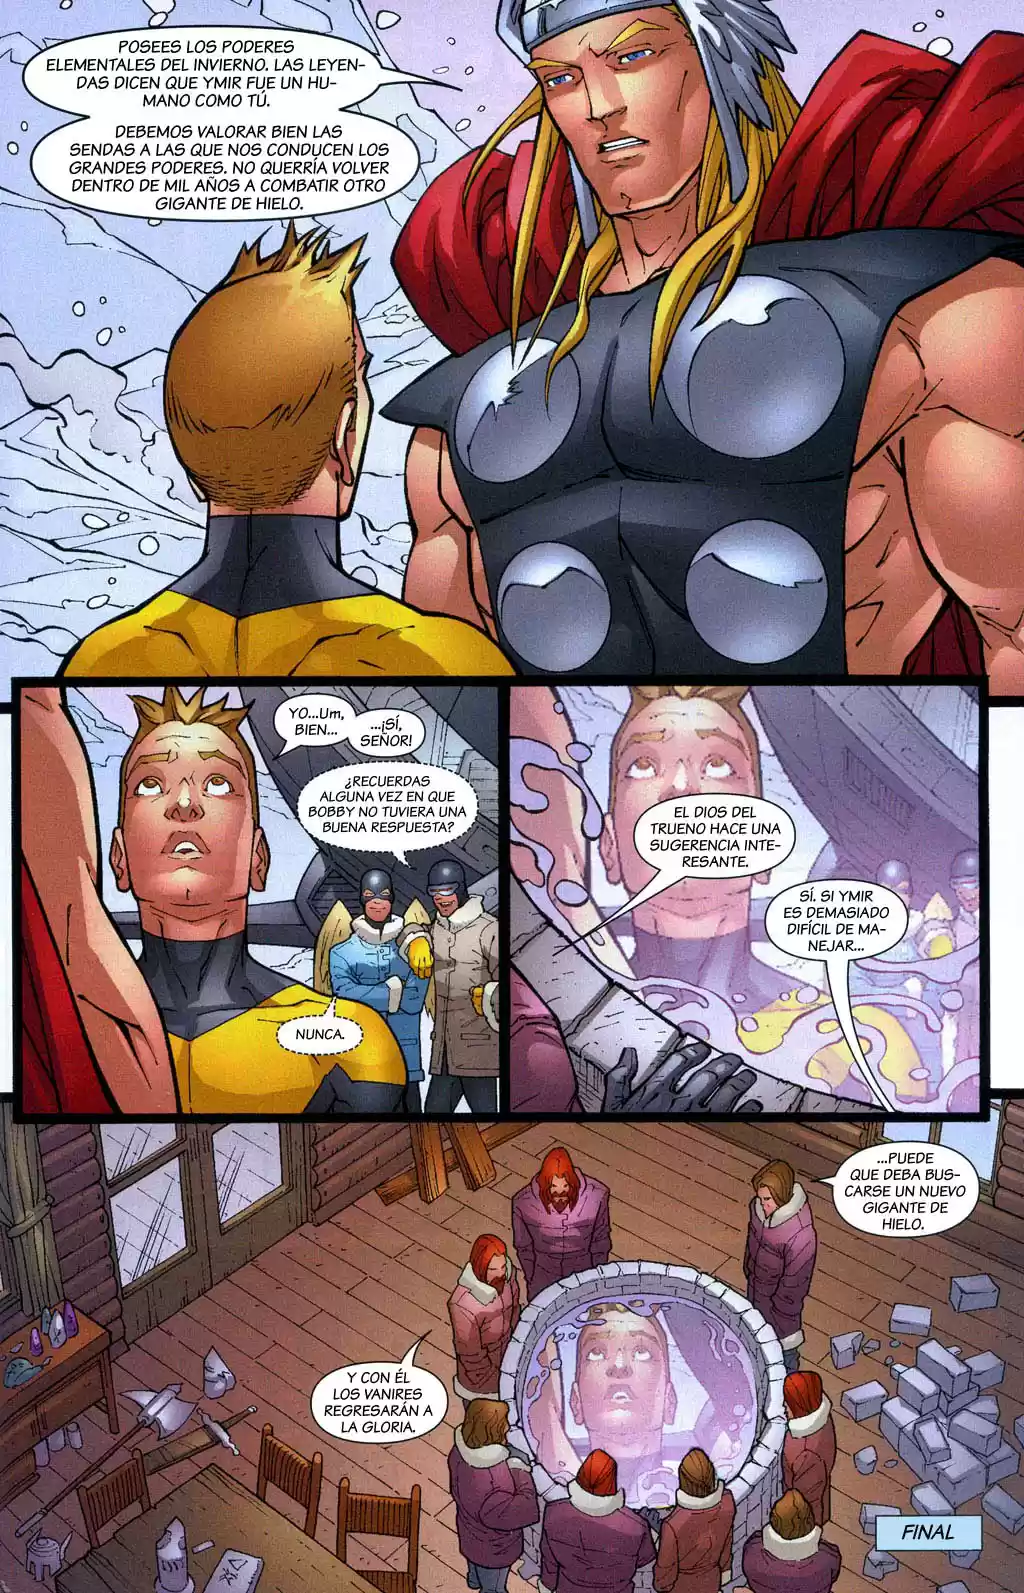 POSEES LOS PODERES
ELEMENTALES DEL INVIERNO. LAS LEYEN-
DAS DICEN QUE YMIR FUE UN HU-
MANO COMO TÚ.
DEBEMOS VALORAR BIEN LAS
SENDAS A LAS QUE NOS CONDUCEN LOS
GRANDES PODERES. NO QUERRÍA VOLVER
DENTRO DE MIL AÑOS A COMBATIR OTRO
GIGANTE DE HIELO.
YO...Um,
BIEN...
...¡SÍ,
SEÑOR!
¿RECUERDAS
ALGUNA VEZ EN QUE
BOBBY NO TUVIERA UNA
BUENA RESPUESTA?
NUNCA.
EL DIOS DEL
TRUENO HACE UNA
SUGERENCIA INTE-
RESANTE.
SÍ. SI YMIR
ES DEMASIADO
DIFÍCIL DE MA-
NEJAR...
...PUEDE
QUE DEBA BUS-
CARSE UN NUEVO
GIGANTE DE
HIELO.
Y CON ÉL
LOS VANIRES
REGRESARÁN A
LA GLORIA.
FINAL